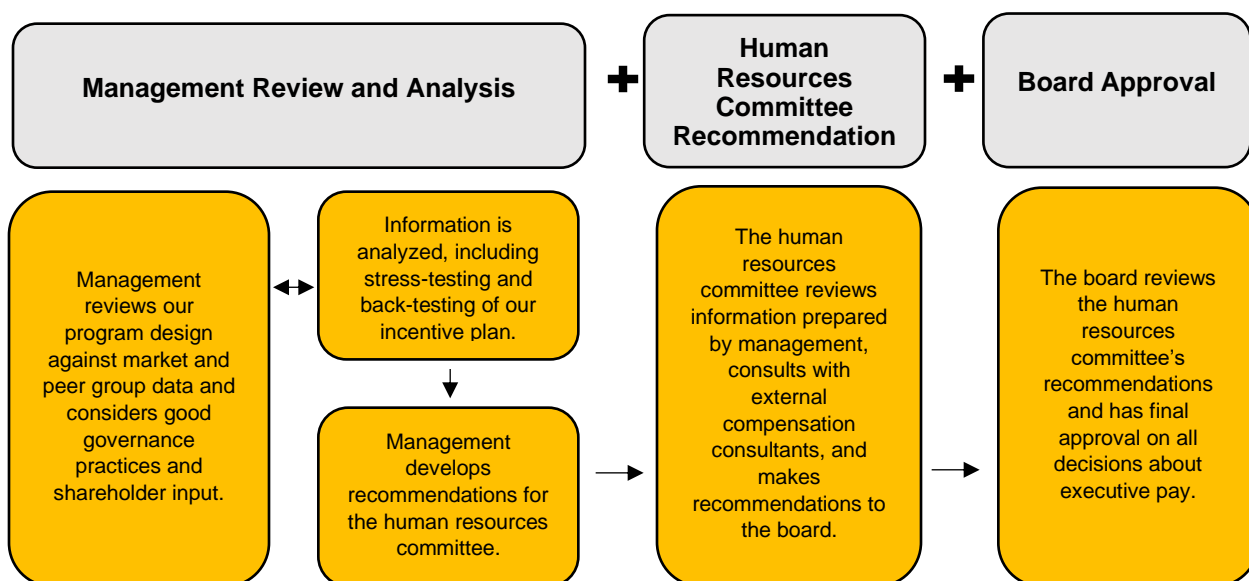 Management Review and Analysis
Human
Resources
Committee
Recommendation
Board Approval
Management
reviews our
program design
against market and
peer group data and
considers good
governance
practices and
shareholder input.
Information is
analyzed, including
stress-testing and
back-testing of our
incentive plan.
Management
develops
recommendations for
the human resources
committee.
The human
resources
committee reviews
information prepared
by management,
consults with
external
compensation
consultants, and
makes
recommendations to
the board.
The board reviews
the human
resources
committee’s
recommendations
and has final
approval on all
decisions about
executive pay.